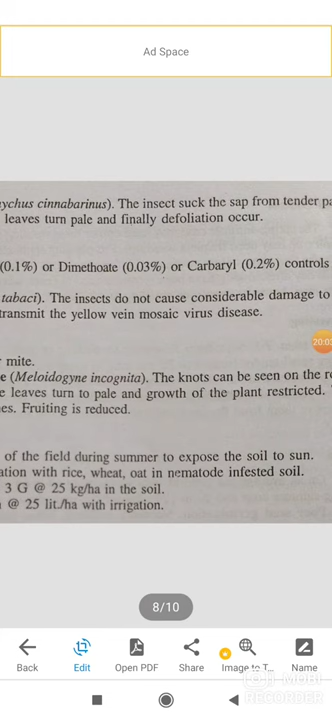 Ad Space
ychus cinnabarinus). The insect suck the sap from tender pa
leaves turn pale and finally defoliation occur.
(0.1%) or Dimethoate (0.03%) or Carbaryl (0.2%) controls
tabaci). The insects do not cause considerable damage to
transmit the yellow vein mosaic virus disease.
20:03
mite.
e (Meloidogyne incognita). The knots can be seen on the ro
e leaves turn to pale and growth of the plant restricted.
es. Fruiting is reduced.
of the field during summer to expose the soil to sun.
ation with rice, wheat, oat in nematode infested soil.
3 G @ 25 kg/ha in the soil.
@ 25 lit./ha with irrigation.
8/10
Back Edit Open PDF Share Image to T... Name